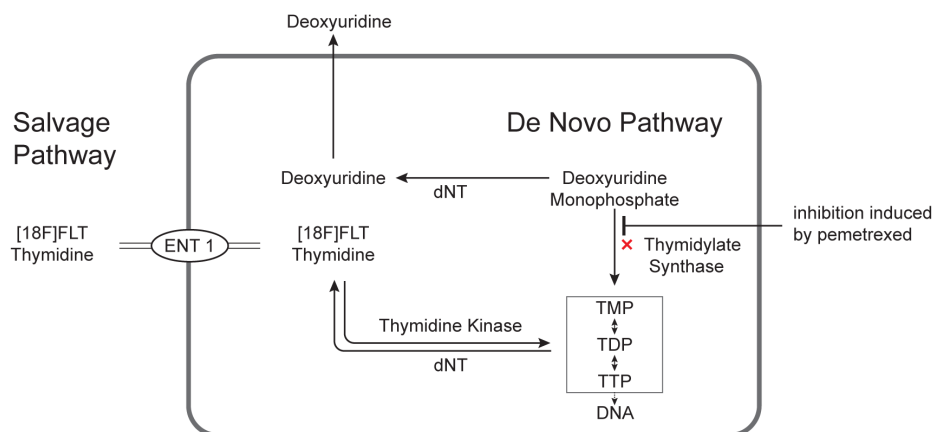 Deoxyuridine
Salvage
Pathway
De Novo Pathway
Deoxyuridine
dNT
Deoxyuridine
Monophosphate
[18F]FLT
Thymidine
ENT 1
[18F]FLT
Thymidine
inhibition induced
by pemetrexed
× Thymidylate
Synthase
Thymidine Kinase
dNT
TMP
TDP
TTP
DNA